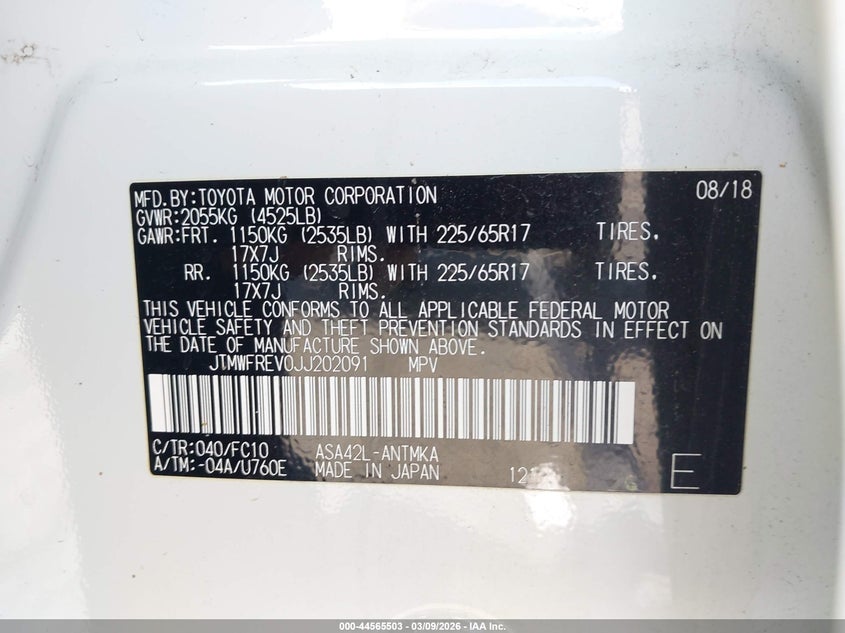 MFD.BY:TOYOTA MOTOR CORPORATION 08/18
GVWR:2055KG (4525LB)
GAWR:FRT. 1150KG (2535LB) WITH 225/65R17 TIRES.
17X7J RIMS.
RR. 1150KG (2535LB) WITH 225/65R17 TIRES.
17X7J RIMS.
THIS VEHICLE CONFORMS TO ALL APPLICABLE FEDERAL MOTOR
VEHICLE SAFETY AND THEFT PREVENTION STANDARDS IN EFFECT ON
THE DATE OF MANUFACTURE SHOWN ABOVE.
JTMWFREV0JJ202091 MPV
C/TR:040/FC10 ASA42L-ANTMKA
A/TM:-04A/U760E MADE IN JAPAN E
000-44565503 - 03/09/2026 - IAA Inc.